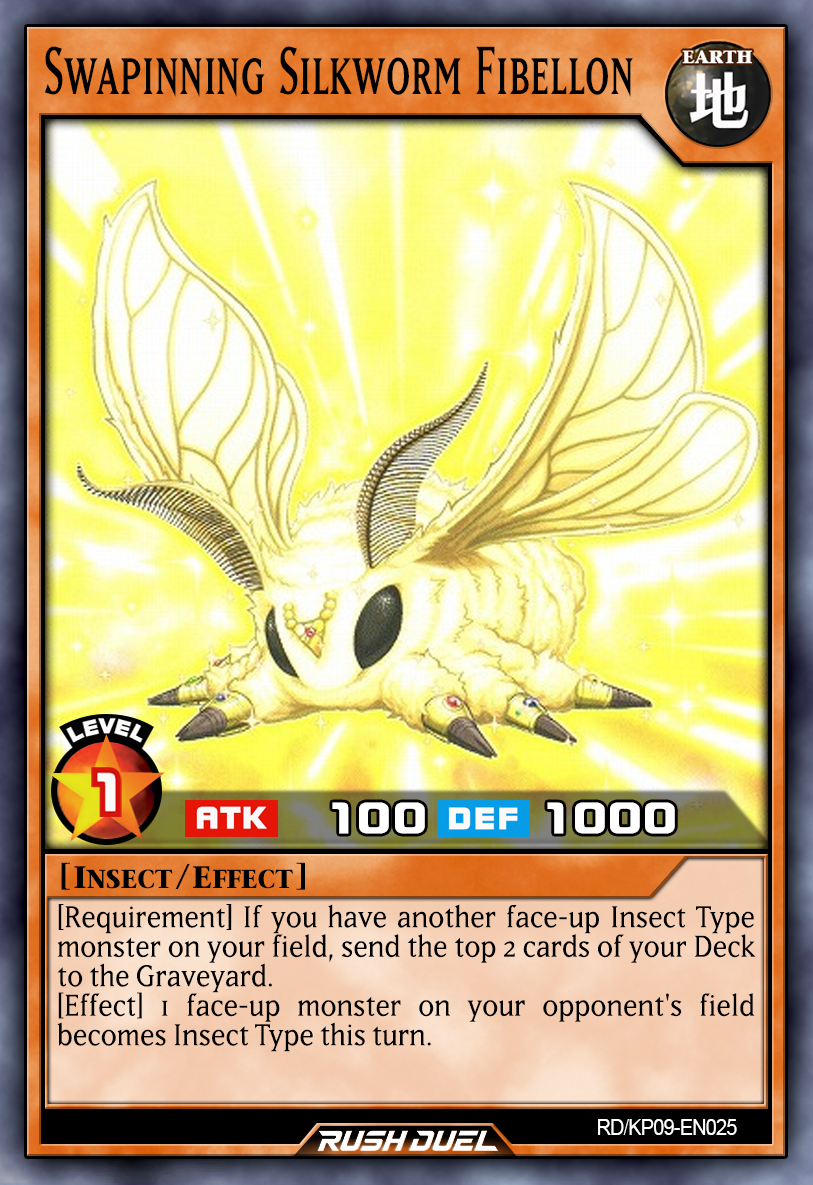 Swapinning Silkworm Fibellon
EARTH
地
LEVEL
1
ATK 100 DEF 1000
[Insect/Effect]
[Requirement] If you have another face-up Insect Type
monster on your field, send the top 2 cards of your Deck
to the Graveyard.
[Effect] 1 face-up monster on your opponent's field
becomes Insect Type this turn.
RD/KP09-EN025
RUSH DUEL